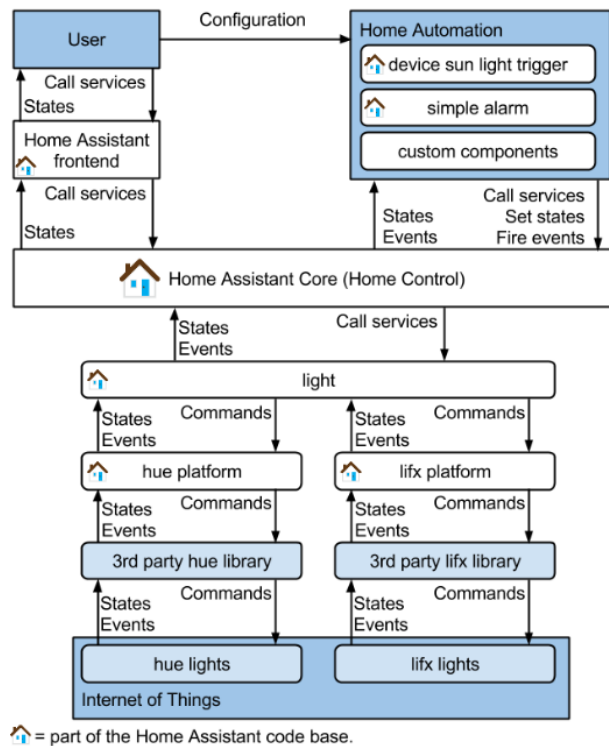 Configuration
User
Home Automation
device sun light trigger
simple alarm
custom components
Call services
States
Home Assistant
frontend
Call services
States
States
Events
Call services
Set states
Fire events
Home Assistant Core (Home Control)
States
Events
Call services
light
States
Events
Commands
States
Events
Commands
hue platform
lifx platform
States
Events
Commands
States
Events
Commands
3rd party hue library
3rd party lifx library
States
Events
Commands
States
Events
Commands
hue lights
lifx lights
Internet of Things
= part of the Home Assistant code base.